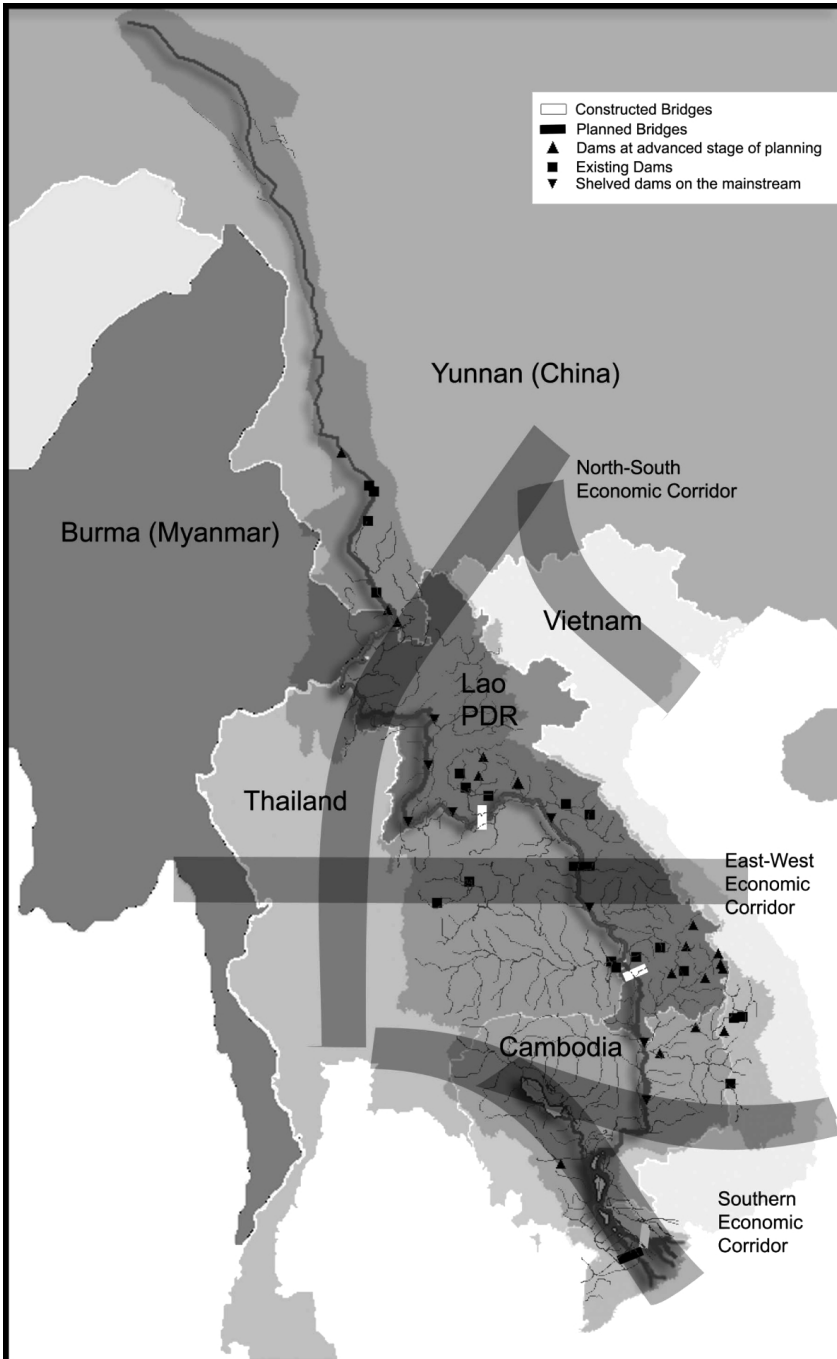 Constructed Bridges
Planned Bridges
Dams at advanced stage of planning
Existing Dams
Shelved dams on the mainstream
Yunnan (China)
North-South
Economic Corridor
Burma (Myanmar)
Vietnam
Lao
PDR
Thailand
East-West
Economic
Corridor
Cambodia
Southern
Economic
Corridor